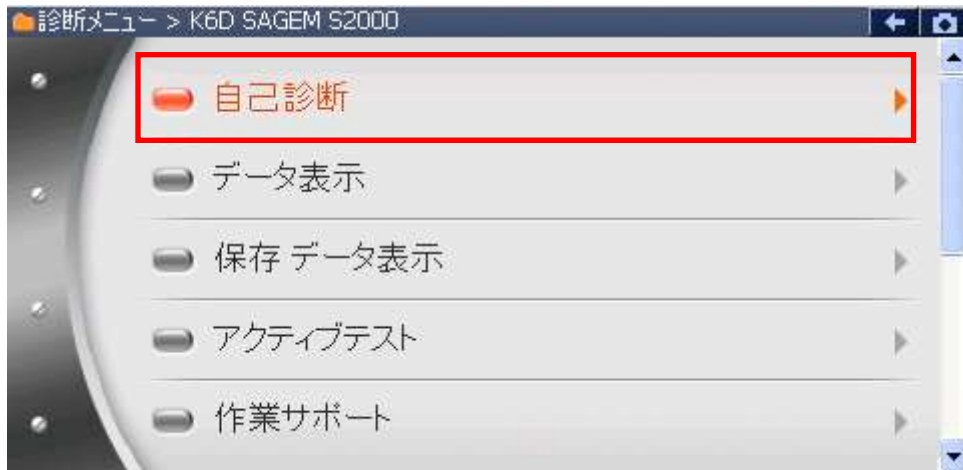 診断メニュー > K6D SAGEM S2000
自己診断
データ表示
保存 データ表示
アクティブテスト
作業サポート